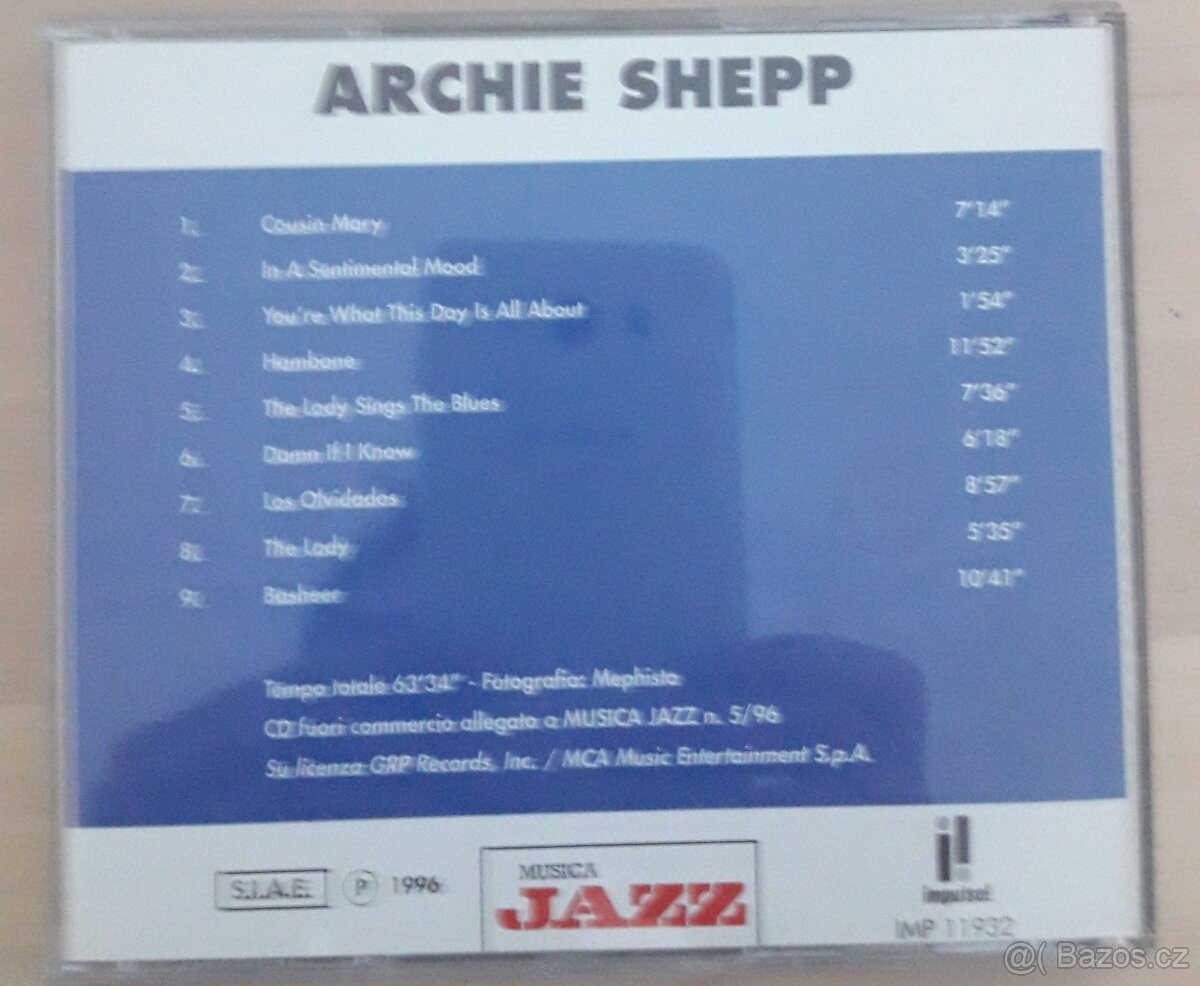 ARCHIE SHEPP
1. Cousin Mary 7'14"
2. In A Sentimental Mood 3'25"
3. You're What This Day Is All About 1'54"
4. Hambone 11'52"
5. The Lady Sings The Blues 7'36"
6. Damn If I Know 6'18"
7. Los Olvidados 8'57"
8. The Lady 5'35"
9. Basheer 10'41"
Tempo totale 63'34" - Fotografia: Mephisto
CD fuori commercio allegato a MUSICA JAZZ n. 5/96
Su licenza GRP Records, Inc. / MCA Music Entertainment S.p.A.
S.I.A.E. ℗ 1996
MUSICA
JAZZ
impulse!
IMP 11932
@( Bazos.cz